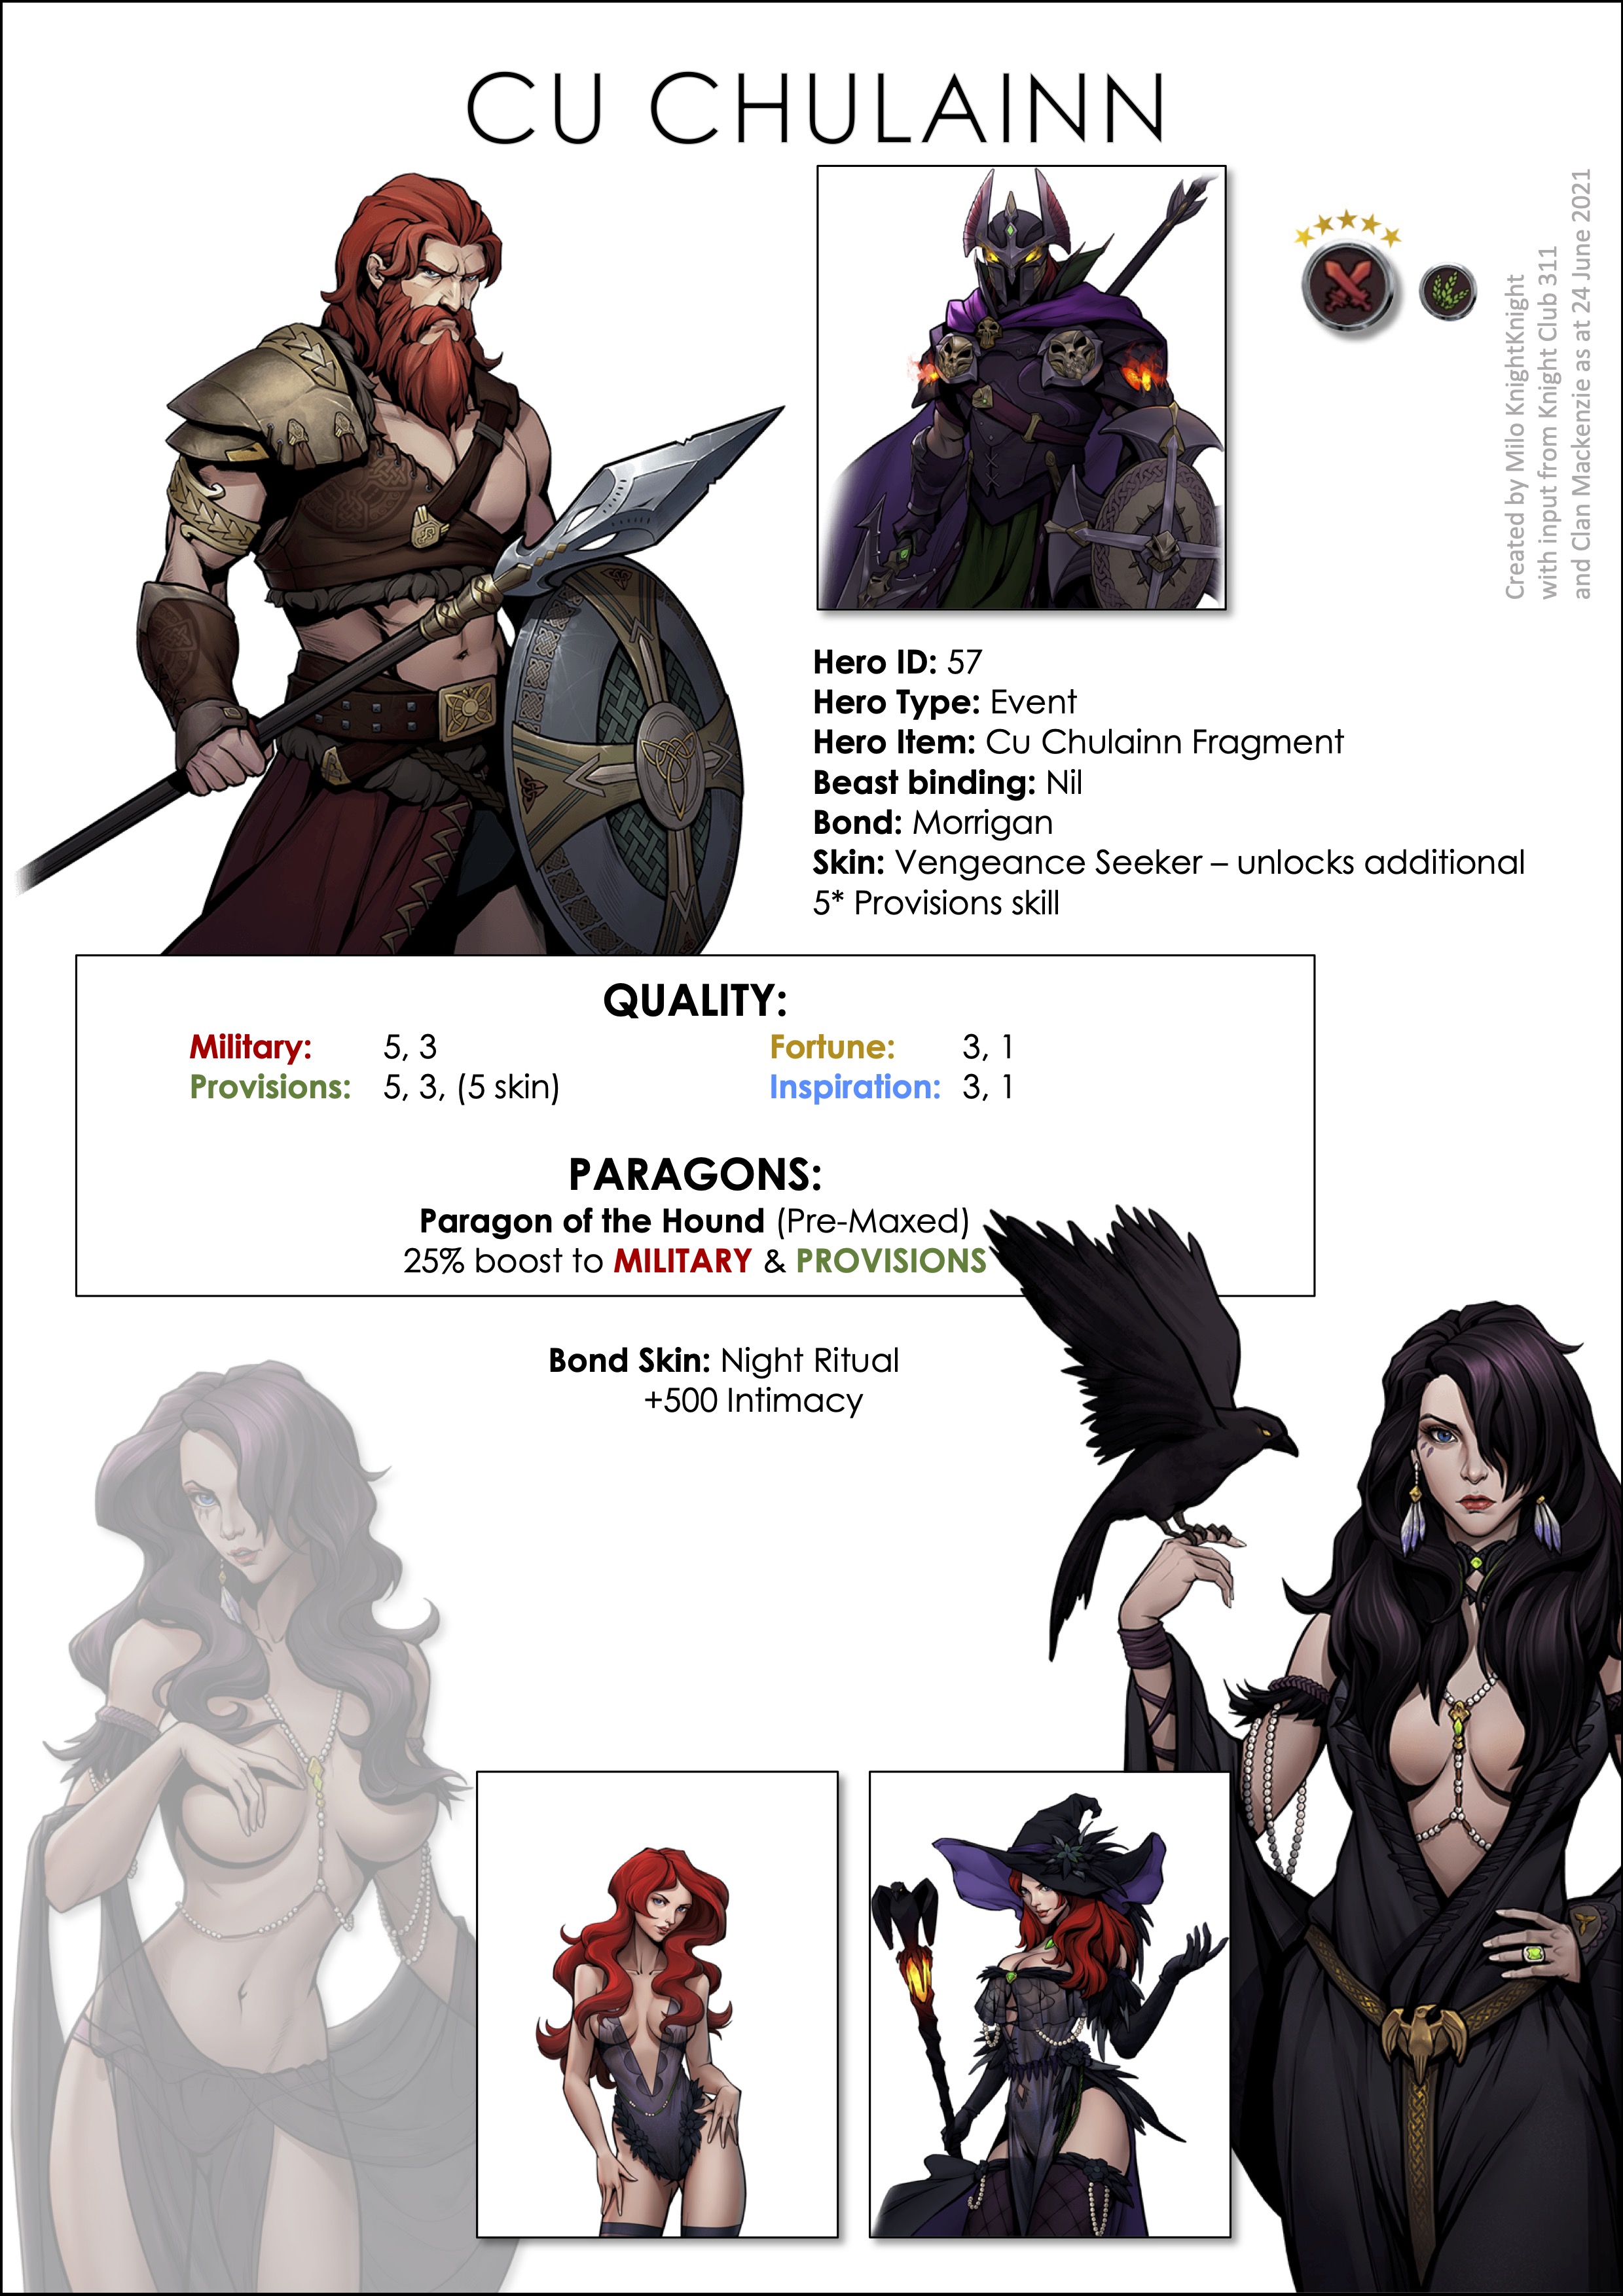 CU CHULAINN
Created by Milo KnightKnight
with input from Knight Club 311
and Clan Mackenzie as at 24 June 2021
Hero ID: 57
Hero Type: Event
Hero Item: Cu Chulainn Fragment
Beast binding: Nil
Bond: Morrigan
Skin: Vengeance Seeker – unlocks additional
5* Provisions skill
QUALITY:
Military: 5, 3
Fortune: 3, 1
Provisions: 5, 3, (5 skin)
Inspiration: 3, 1
PARAGONS:
Paragon of the Hound (Pre-Maxed)
25% boost to MILITARY & PROVISIONS
Bond Skin: Night Ritual
+500 Intimacy